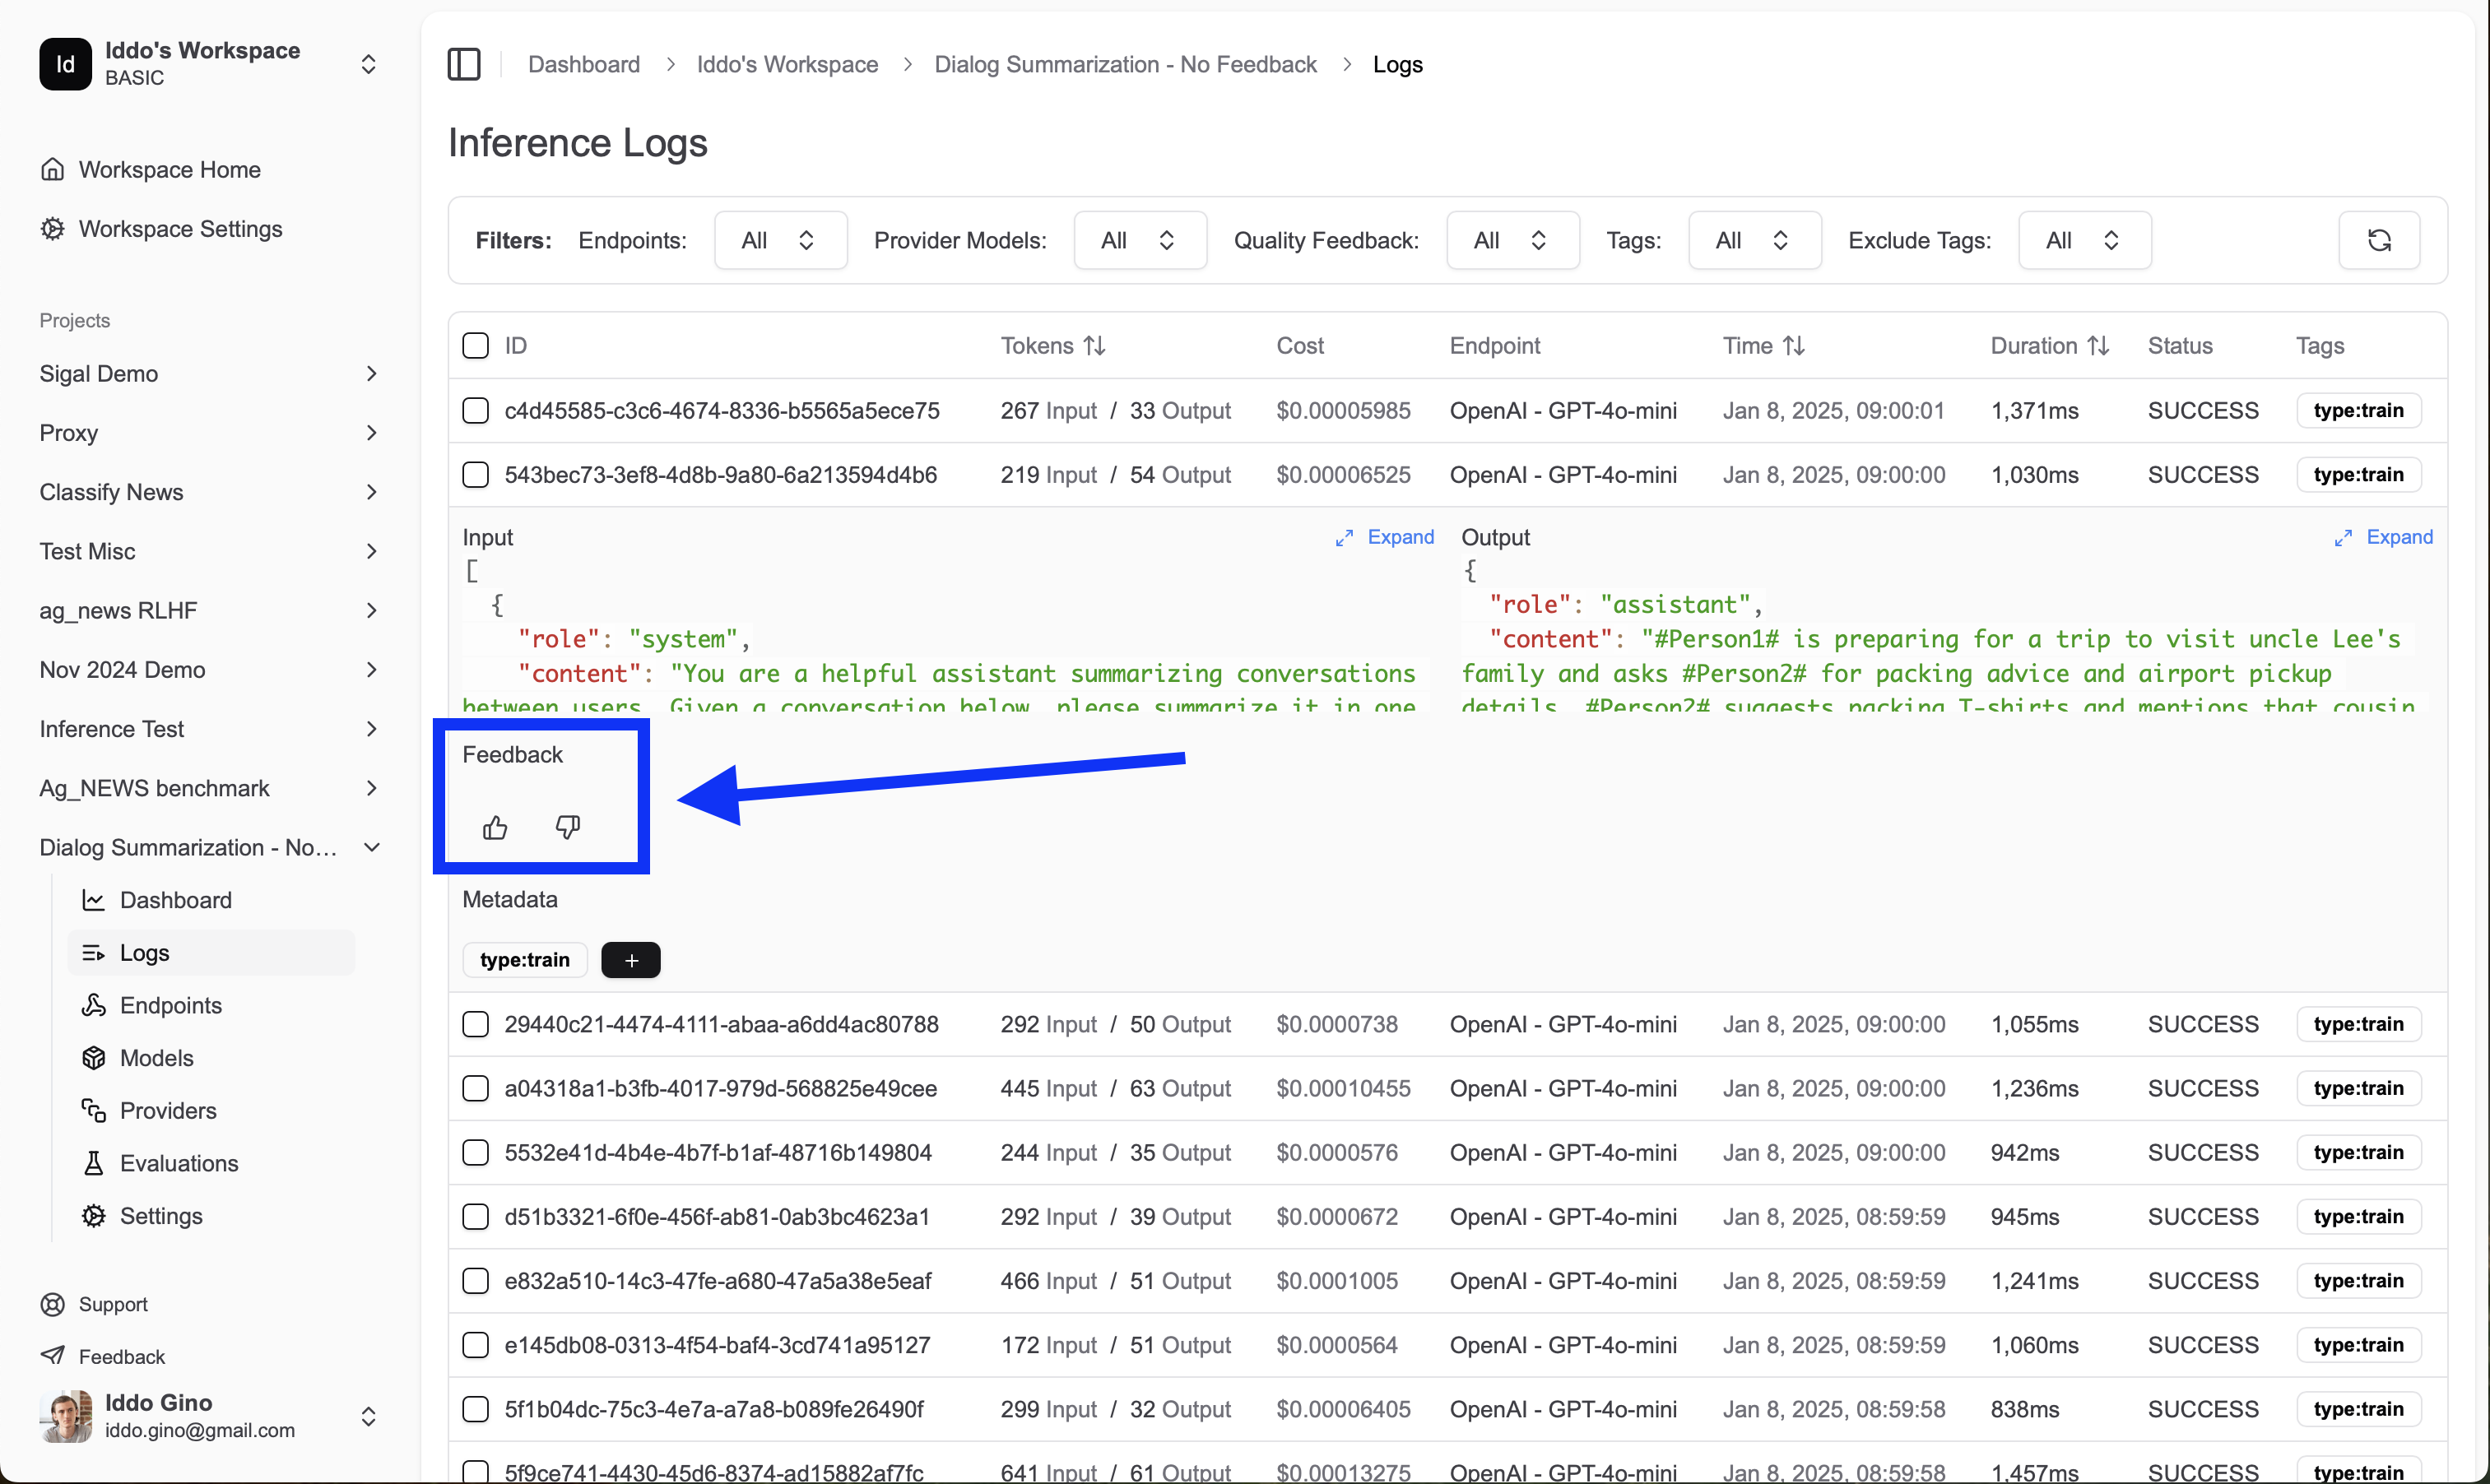 Id
Iddo's Workspace
BASIC
Workspace Home
Workspace Settings
Projects
Sigal Demo
Proxy
Classify News
Test Misc
ag_news RLHF
Nov 2024 Demo
Inference Test
Ag_NEWS benchmark
Dialog Summarization - No...
Dashboard
Logs
Endpoints
Models
Providers
Evaluations
Settings
Support
Feedback
Iddo Gino
iddo.gino@gmail.com
Dashboard > Iddo's Workspace > Dialog Summarization - No Feedback > Logs
Inference Logs
Filters: Endpoints: All Provider Models: All Quality Feedback: All Tags: All Exclude Tags: All
ID Tokens Cost Endpoint Time Duration Status Tags
c4d45585-c3c6-4674-8336-b5565a5ece75 267 Input / 33 Output $0.00005985 OpenAI - GPT-4o-mini Jan 8, 2025, 09:00:01 1,371ms SUCCESS type:train
543bec73-3ef8-4d8b-9a80-6a213594d4b6 219 Input / 54 Output $0.00006525 OpenAI - GPT-4o-mini Jan 8, 2025, 09:00:00 1,030ms SUCCESS type:train
Input Expand
[
{
"role": "system",
"content": "You are a helpful assistant summarizing conversations
between users. Given a conversation below, please summarize it in one
Output Expand
{
"role": "assistant",
"content": "#Person1# is preparing for a trip to visit uncle Lee's
family and asks #Person2# for packing advice and airport pickup
details. #Person2# suggests packing T-shirts and mentions that cousin
Feedback
Metadata
type:train +
29440c21-4474-4111-abaa-a6dd4ac80788 292 Input / 50 Output $0.0000738 OpenAI - GPT-4o-mini Jan 8, 2025, 09:00:00 1,055ms SUCCESS type:train
a04318a1-b3fb-4017-979d-568825e49cee 445 Input / 63 Output $0.00010455 OpenAI - GPT-4o-mini Jan 8, 2025, 09:00:00 1,236ms SUCCESS type:train
5532e41d-4b4e-4b7f-b1af-48716b149804 244 Input / 35 Output $0.0000576 OpenAI - GPT-4o-mini Jan 8, 2025, 09:00:00 942ms SUCCESS type:train
d51b3321-6f0e-456f-ab81-0ab3bc4623a1 292 Input / 39 Output $0.0000672 OpenAI - GPT-4o-mini Jan 8, 2025, 08:59:59 945ms SUCCESS type:train
e832a510-14c3-47fe-a680-47a5a38e5eaf 466 Input / 51 Output $0.0001005 OpenAI - GPT-4o-mini Jan 8, 2025, 08:59:59 1,241ms SUCCESS type:train
e145db08-0313-4f54-baf4-3cd741a95127 172 Input / 51 Output $0.0000564 OpenAI - GPT-4o-mini Jan 8, 2025, 08:59:59 1,060ms SUCCESS type:train
5f1b04dc-75c3-4e7a-a7a8-b089fe26490f 299 Input / 32 Output $0.00006405 OpenAI - GPT-4o-mini Jan 8, 2025, 08:59:58 838ms SUCCESS type:train
5f9ce741-4430-45d6-8374-ad15882af7fc 641 Input / 61 Output $0.00013275 OpenAI - GPT-4o-mini Jan 8, 2025, 08:59:58 1,457ms SUCCESS type:train